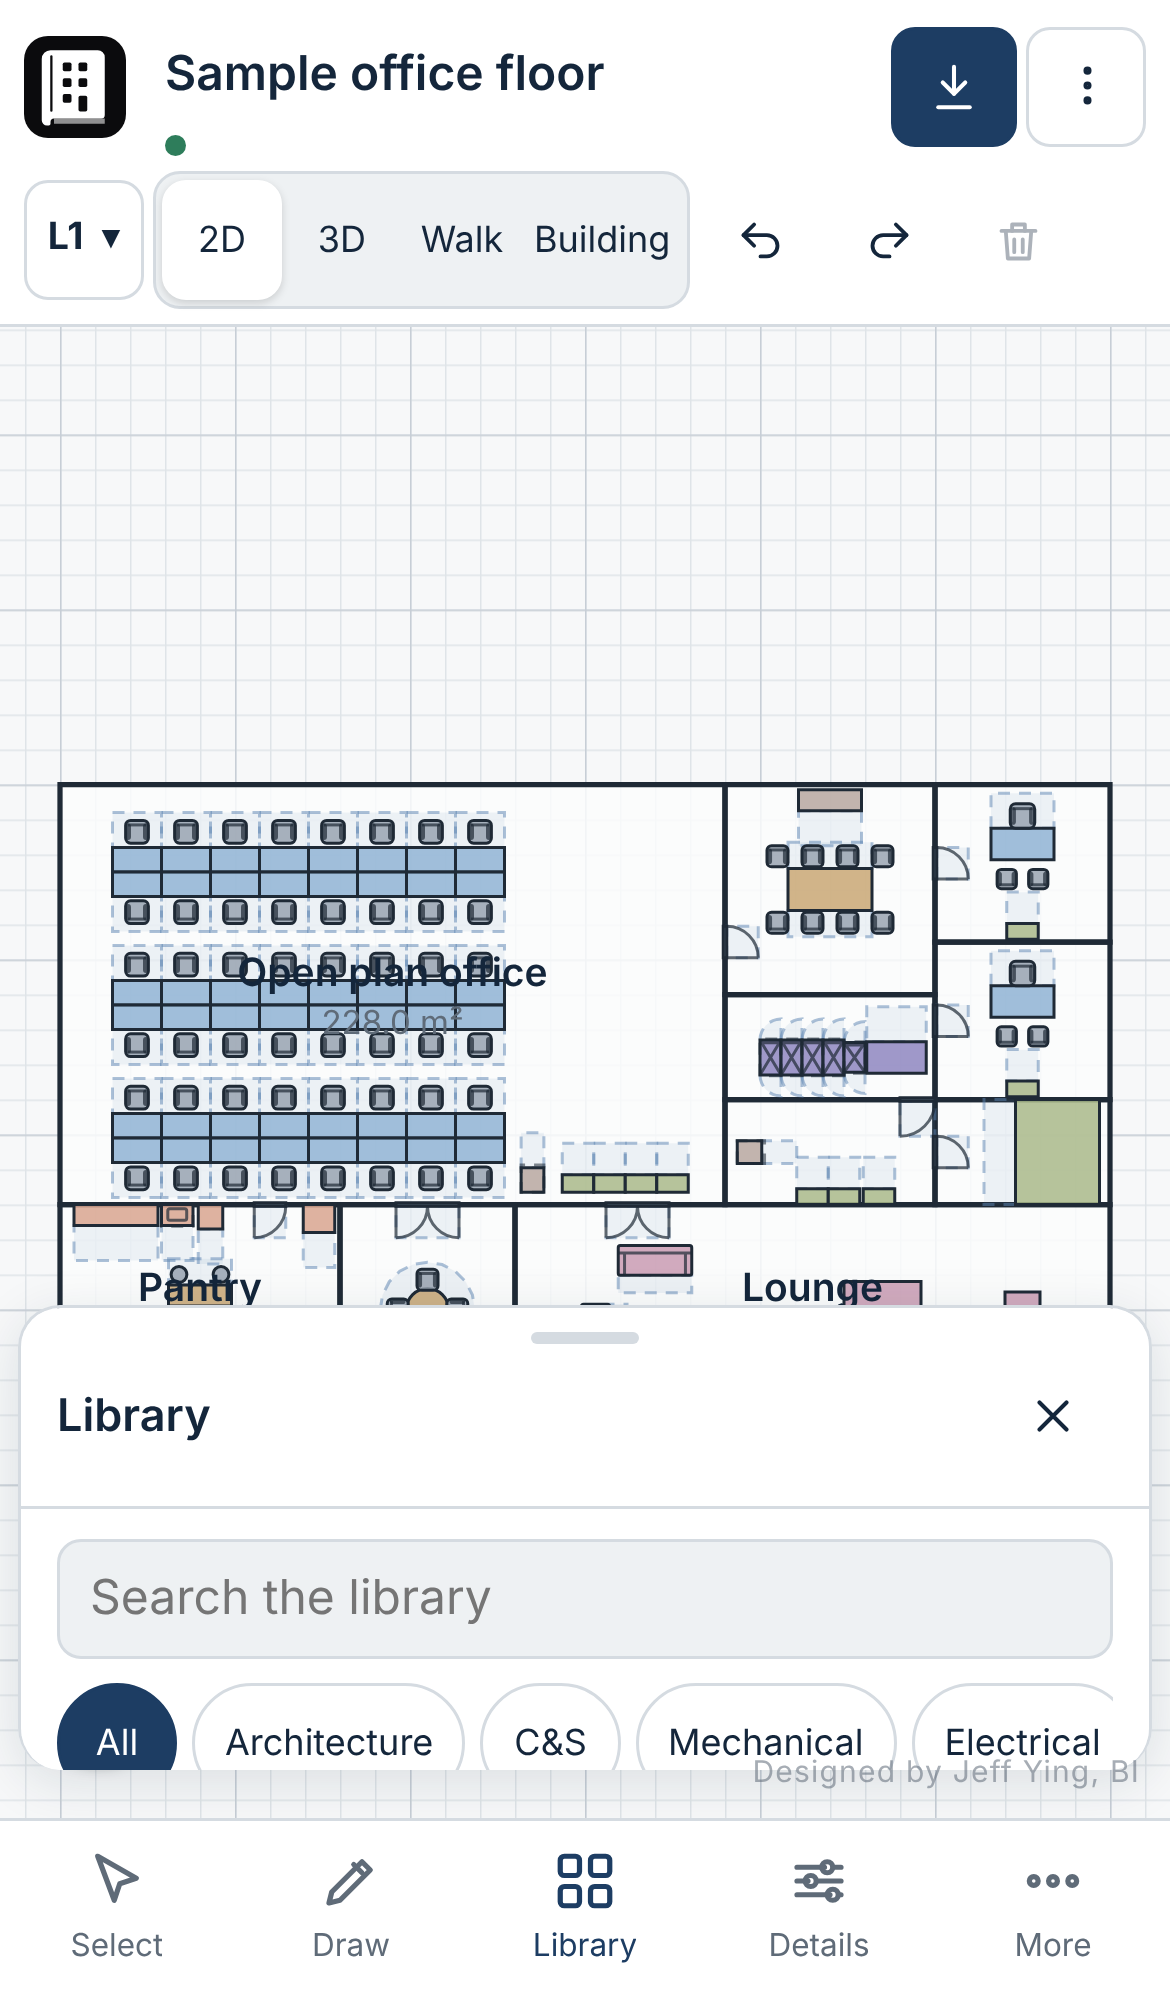 Sample office floor
L1 ▼
2D
3D
Walk
Building
Open plan office
228.0 m²
Pantry
Lounge
Library
Search the library
All
Architecture
C&S
Mechanical
Electrical
Designed by Jeff Ying, BI
Select
Draw
Library
Details
More